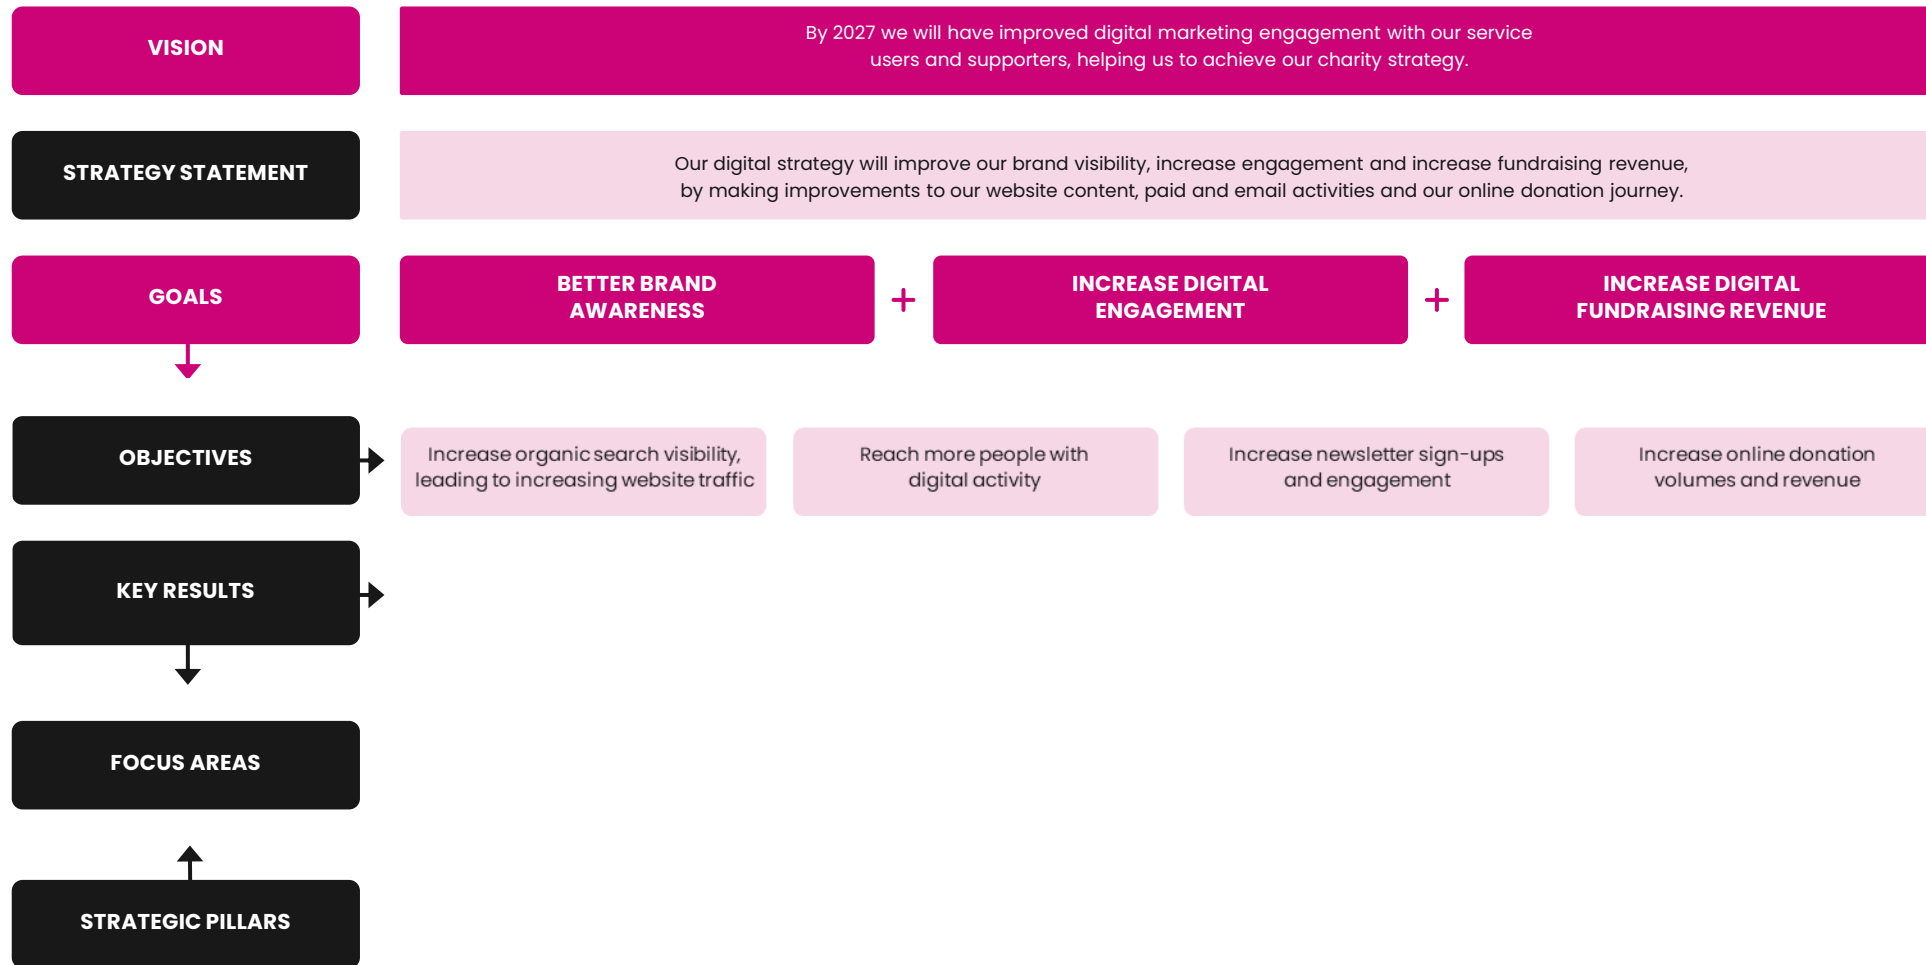 VISION
By 2027 we will have improved digital marketing engagement with our service
users and supporters, helping us to achieve our charity strategy.
STRATEGY STATEMENT
Our digital strategy will improve our brand visibility, increase engagement and increase fundraising revenue,
by making improvements to our website content, paid and email activities and our online donation journey.
GOALS
BETTER BRAND
AWARENESS
+
INCREASE DIGITAL
ENGAGEMENT
+
INCREASE DIGITAL
FUNDRAISING REVENUE
OBJECTIVES
Increase organic search visibility,
leading to increasing website traffic
Reach more people with
digital activity
Increase newsletter sign-ups
and engagement
Increase online donation
volumes and revenue
KEY RESULTS
FOCUS AREAS
STRATEGIC PILLARS